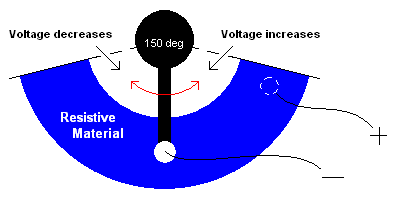 Voltage decreases
150 deg
Voltage increases
Resistive
Material
+
—